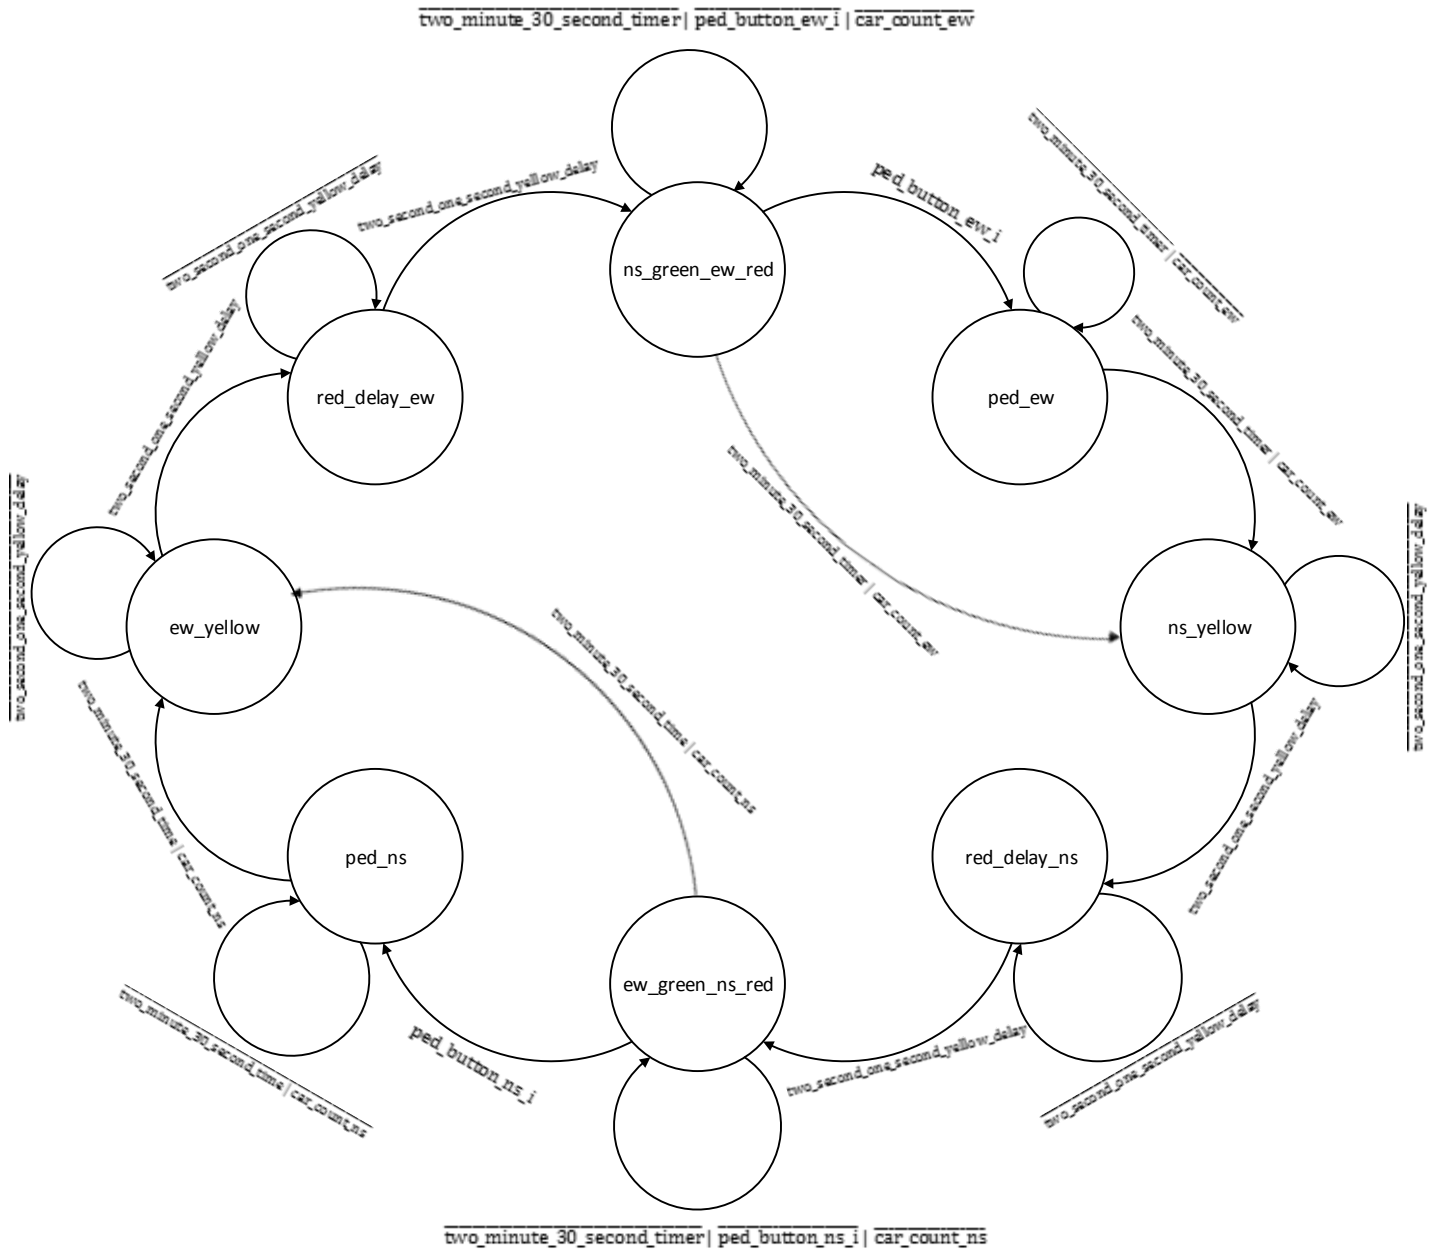 two_minute_30_second_timer | ped_button_ew_i | car_count_ew
two_minute_30_second_timer | car_count_ew
two_second_one_second_yellow_delay
two_second_one_second_yellow_delay
ped_button_ew_i
ns_green_ew_red
two_second_one_second_yellow_delay
two_minute_30_second_timer | car_count_ew
red_delay_ew
ped_ew
two_minute_30_second_timer | car_count_ew
two_second_one_second_yellow_delay
two_second_one_second_yellow_delay
ew_yellow
ns_yellow
two_minute_30_second_time | car_count_ns
two_minute_30_second_time | car_count_ns
two_second_one_second_yellow_delay
ped_ns
red_delay_ns
ew_green_ns_red
two_minute_30_second_time | car_count_ns
ped_button_ns_i
two_second_one_second_yellow_delay
two_second_one_second_yellow_delay
two_minute_30_second_timer | ped_button_ns_i | car_count_ns